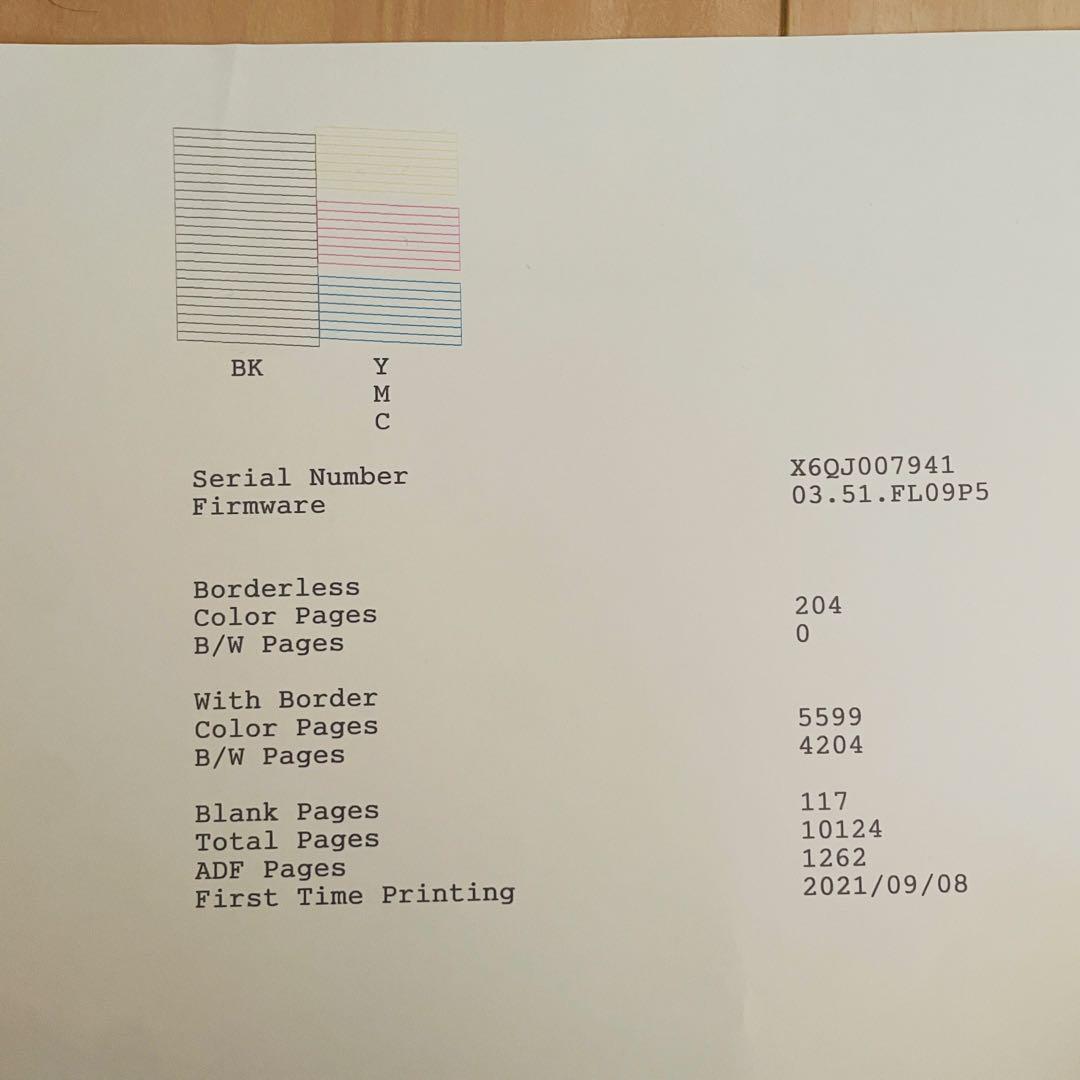 BK Y
M
C
Serial Number X6QJ007941
Firmware 03.51.FL09P5
Borderless
Color Pages 204
B/W Pages 0
With Border
Color Pages 5599
B/W Pages 4204
Blank Pages 117
Total Pages 10124
ADF Pages 1262
First Time Printing 2021/09/08